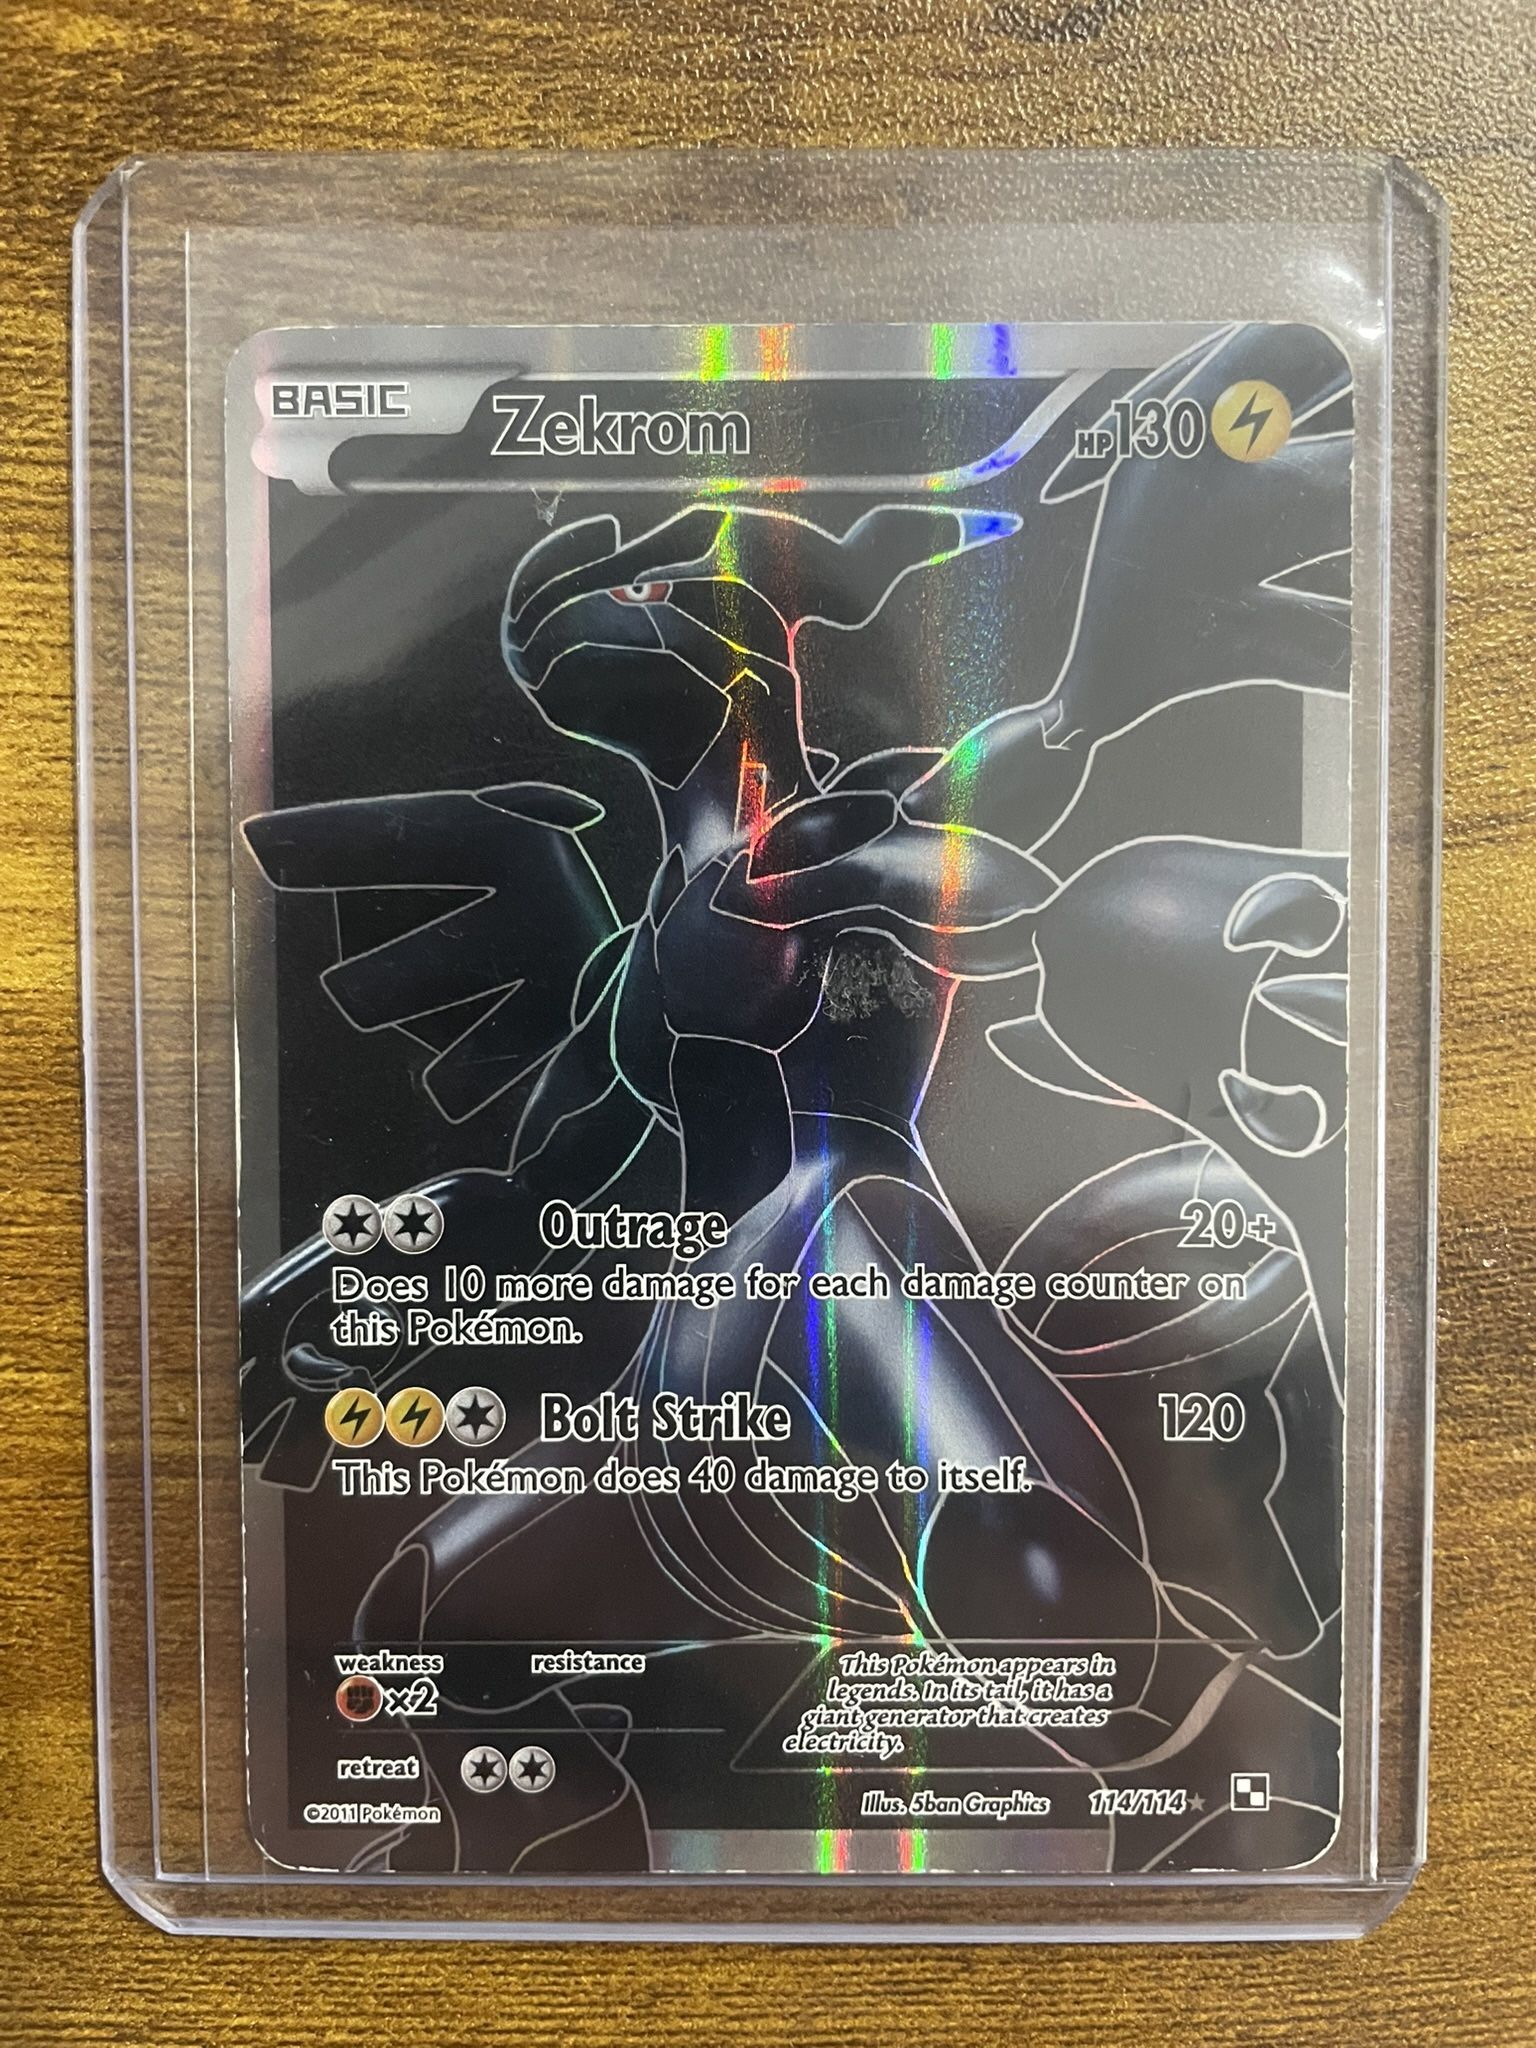 BASIC Zekrom HP130
Outrage 20+
Does 10 more damage for each damage counter on
this Pokémon.
Bolt Strike 120
This Pokémon does 40 damage to itself.
weakness resistance
×2
This Pokémon appears in
legends. In its tail, it has a
giant generator that creates
electricity.
retreat
©2011 Pokémon Illus. 5ban Graphics 114/114★